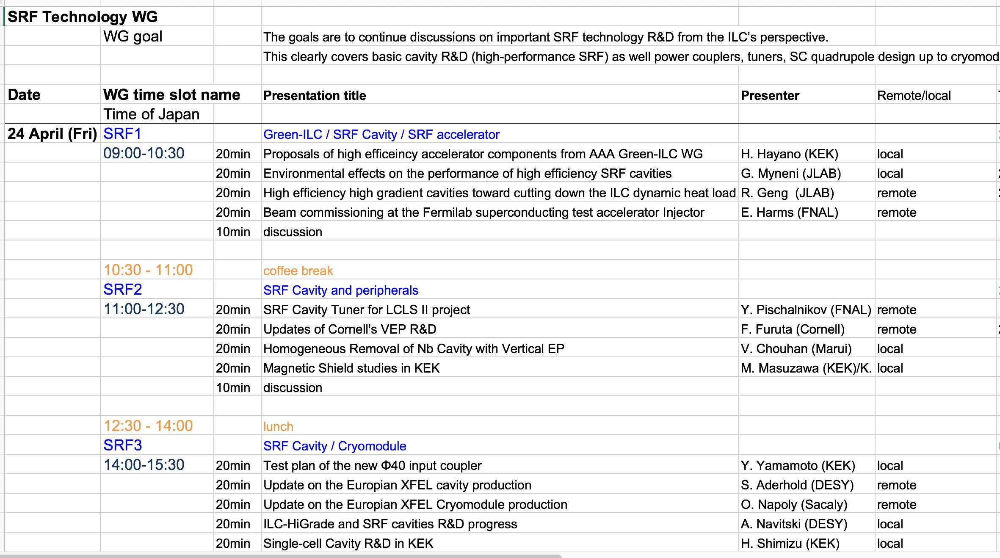 SRF Technology WG
WG goal The goals are to continue discussions on important SRF technology R&D from the ILC’s perspective.
This clearly covers basic cavity R&D (high-performance SRF) as well power couplers, tuners, SC quadrupole design up to cryomod
Date WG time slot name Presentation title Presenter Remote/local
Time of Japan
24 April (Fri) SRF1 Green-ILC / SRF Cavity / SRF accelerator
09:00-10:30 20min Proposals of high efficeincy accelerator components from AAA Green-ILC WG H. Hayano (KEK) local
20min Environmental effects on the performance of high efficiency SRF cavities G. Myneni (JLAB) local
20min High efficiency high gradient cavities toward cutting down the ILC dynamic heat load R. Geng (JLAB) remote
20min Beam commissioning at the Fermilab superconducting test accelerator Injector E. Harms (FNAL) remote
10min discussion
10:30 - 11:00 coffee break
SRF2 SRF Cavity and peripherals
11:00-12:30 20min SRF Cavity Tuner for LCLS II project Y. Pischalnikov (FNAL) remote
20min Updates of Cornell's VEP R&D F. Furuta (Cornell) remote
20min Homogeneous Removal of Nb Cavity with Vertical EP V. Chouhan (Marui) local
20min Magnetic Shield studies in KEK M. Masuzawa (KEK)/K. local
10min discussion
12:30 - 14:00 lunch
SRF3 SRF Cavity / Cryomodule
14:00-15:30 20min Test plan of the new Φ40 input coupler Y. Yamamoto (KEK) local
20min Update on the Europian XFEL cavity production S. Aderhold (DESY) remote
20min Update on the Europian XFEL Cryomodule production O. Napoly (Sacaly) remote
20min ILC-HiGrade and SRF cavities R&D progress A. Navitski (DESY) local
20min Single-cell Cavity R&D in KEK H. Shimizu (KEK) local